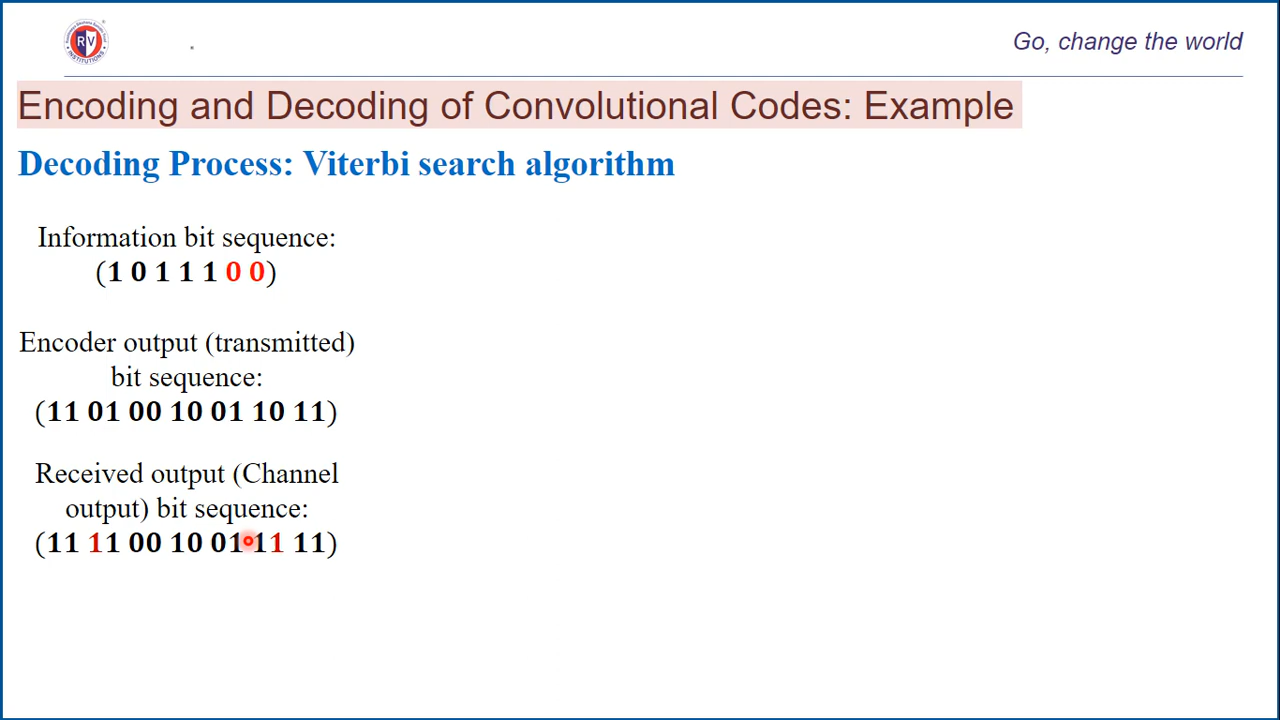 RV
INSTITUTIONS
Go, change the world
Encoding and Decoding of Convolutional Codes: Example
Decoding Process: Viterbi search algorithm
Information bit sequence:
(1 0 1 1 1 0 0)
Encoder output (transmitted)
bit sequence:
(11 01 00 10 01 10 11)
Received output (Channel
output) bit sequence:
(11 11 00 10 01 11 11)